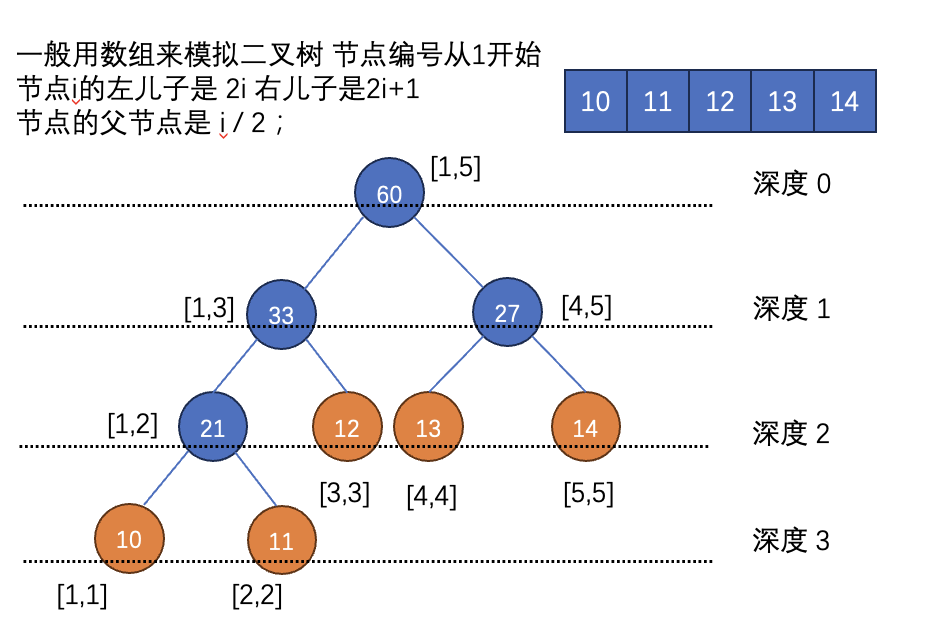 一般用数组来模拟二叉树 节点编号从1开始
节点i的左儿子是 2i 右儿子是2i+1
节点的父节点是 i / 2 ;
10 11 12 13 14
[1,5]
60
深度 0
[1,3]
33
27
[4,5]
深度 1
[1,2]
21
12
13
14
深度 2
[3,3]
[4,4]
[5,5]
10
11
深度 3
[1,1]
[2,2]